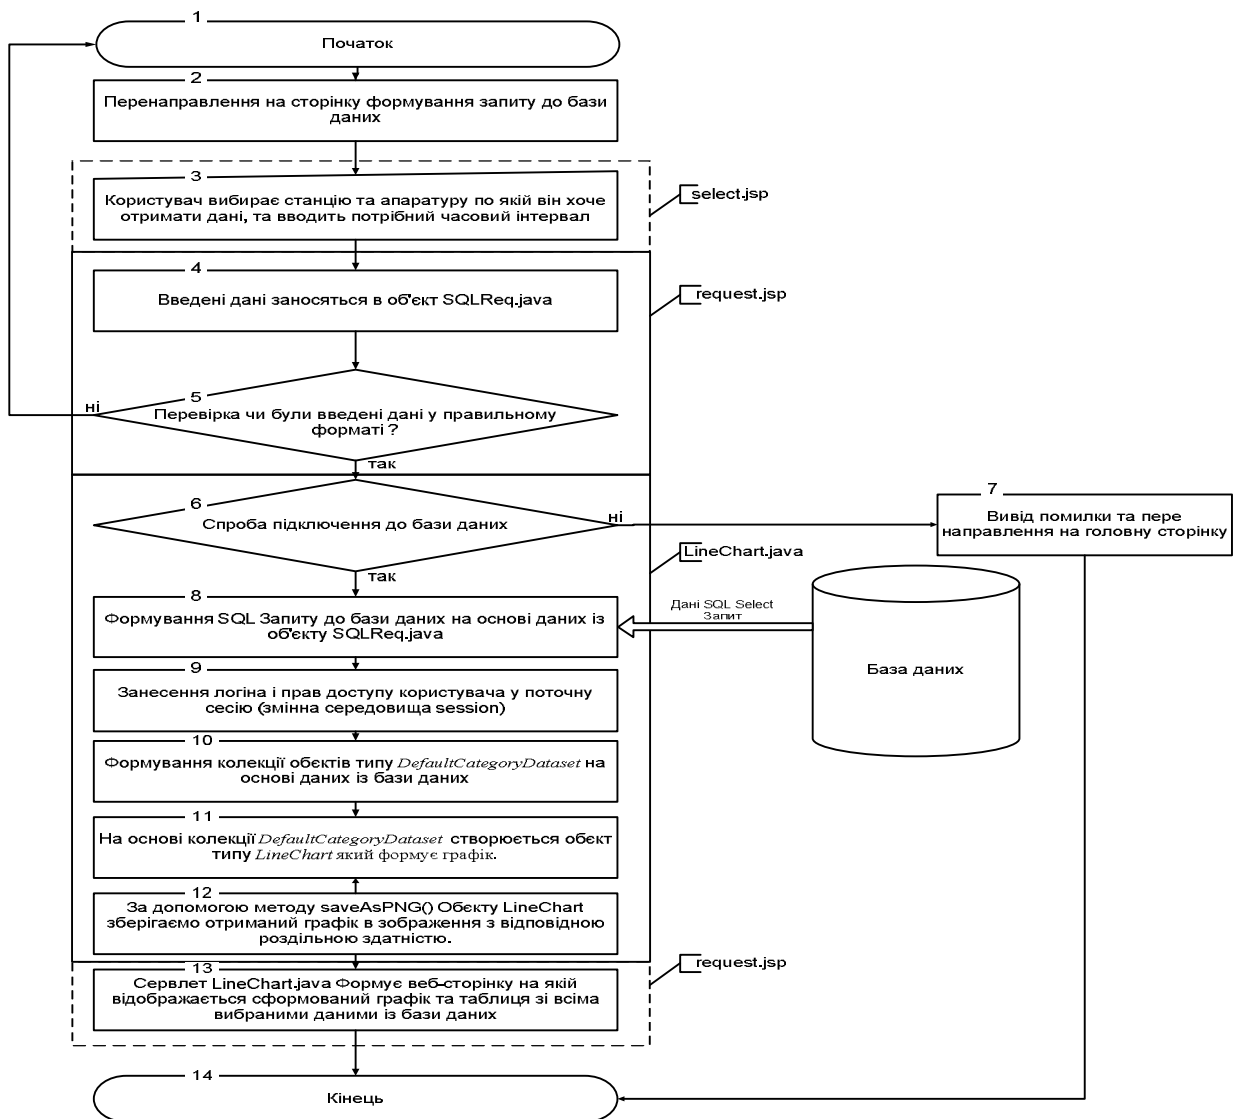 1
Початок
2
Перенаправлення на сторінку формування запиту до бази
даних
3
Користувач вибирає станцію та апаратуру по якій він хоче
отримати дані, та вводить потрібний часовий інтервал
select.jsp
4
Введені дані заносяться в об'єкт SQLReq.java
request.jsp
5
ні
Перевірка чи були введені дані у правильному
форматі ?
так
6
Спроба підключення до бази даних
ні
7
Вивід помилки та пере
направлення на головну сторінку
LineChart.java
так
8
Формування SQL Запиту до бази даних на основі даних із
об'єкту SQLReq.java
Дані SQL Select
Запит
База даних
9
Занесення логіна і прав доступу користувача у поточну
сесію (змінна середовища session)
10
Формування колекції обєктів типу DefaultCategoryDataset на
основі даних із бази даних
11
На основі колекції DefaultCategoryDataset створюється обєкт
типу LineChart який формує графік.
12
За допомогою методу saveAsPNG() Обєкту LineChart
зберігаємо отриманий графік в зображення з відповідною
роздільною здатністю.
request.jsp
13
Сервлет LineChart.java Формує веб-сторінку на якій
відображається сформований графік та таблиця зі всіма
вибраними даними із бази даних
14
Кінець